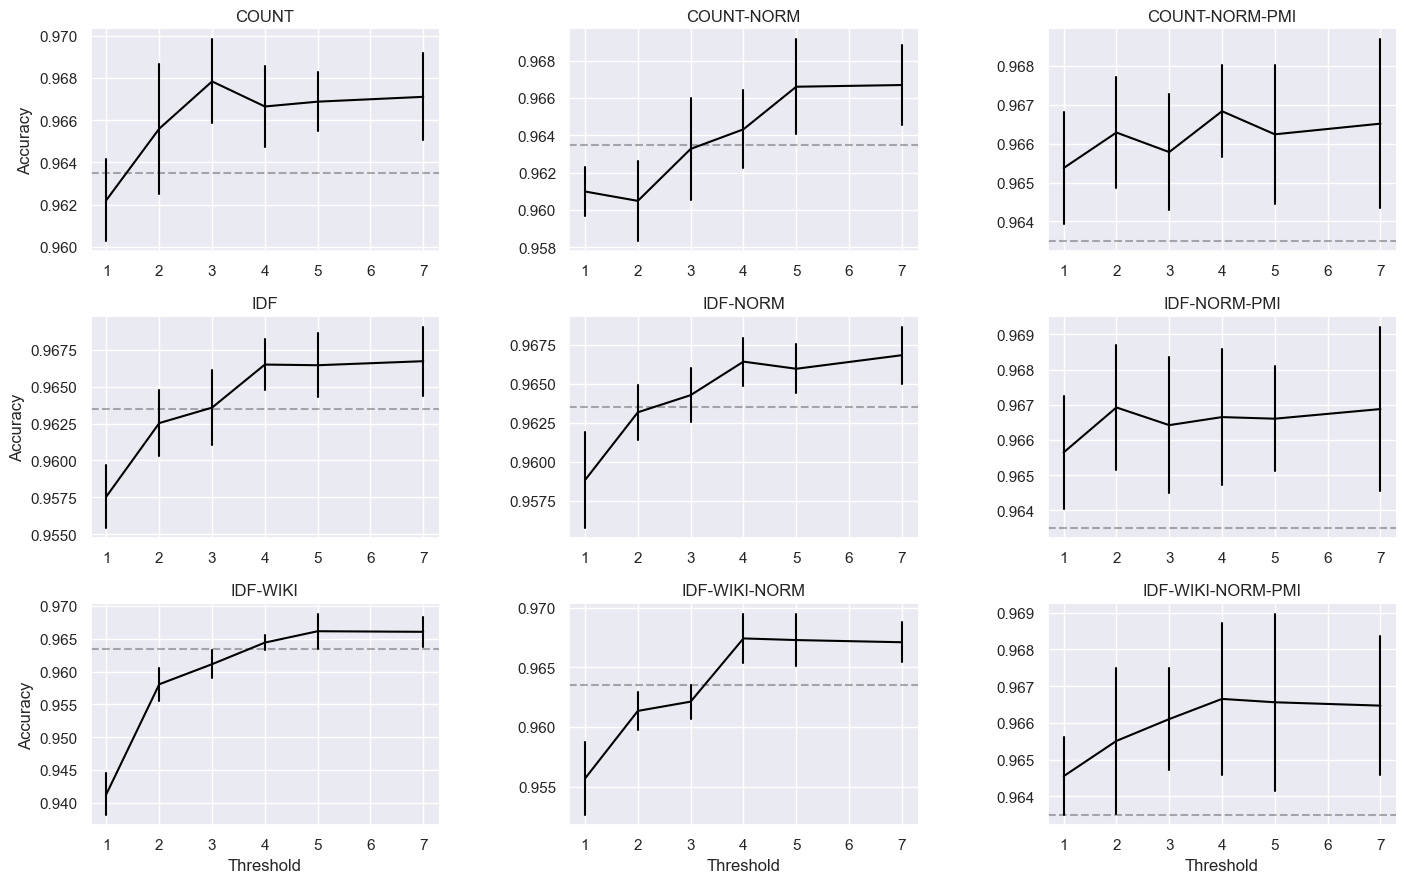 COUNT
COUNT-NORM
COUNT-NORM-PMI
Accuracy
0.970
0.968
0.966
0.964
0.962
0.960
1 2 3 4 5 6 7
0.968
0.966
0.964
0.962
0.960
0.958
1 2 3 4 5 6 7
0.968
0.967
0.966
0.965
0.964
1 2 3 4 5 6 7
IDF
IDF-NORM
IDF-NORM-PMI
Accuracy
0.9675
0.9650
0.9625
0.9600
0.9575
0.9550
1 2 3 4 5 6 7
0.9675
0.9650
0.9625
0.9600
0.9575
1 2 3 4 5 6 7
0.969
0.968
0.967
0.966
0.965
0.964
1 2 3 4 5 6 7
IDF-WIKI
IDF-WIKI-NORM
IDF-WIKI-NORM-PMI
Accuracy
0.970
0.965
0.960
0.955
0.950
0.945
0.940
1 2 3 4 5 6 7
Threshold
0.970
0.965
0.960
0.955
1 2 3 4 5 6 7
Threshold
0.969
0.968
0.967
0.966
0.965
0.964
1 2 3 4 5 6 7
Threshold